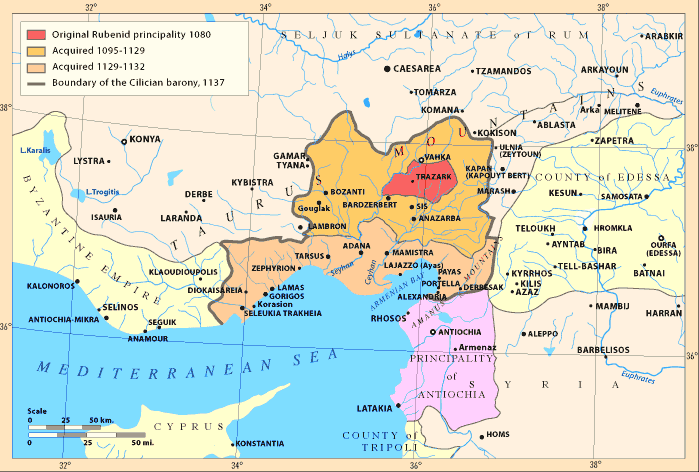 32°
34°
36°
38°
Original Rubenid principality 1080
Acquired 1095-1129
Acquired 1129-1132
Boundary of the Cilician barony, 1137
SELJUK SULTANATE of RUM
ARABKIR
Halys
CAESAREA
TZAMANDOS
ARKAYOUN
TOMARZA
Euphrates
KOMANA
Arka
MELITENE
38°
38°
TAURUS MOUNTAINS
ABLASTA
KOKISON
ZAPETRA
KONYA
L.Karalis
ULNIA
(ZEYTOUN)
LYSTRA
GAMAR
TYANA
VAHKA
KAPAN
(KAPOUYT BERT)
TRAZARK
COUNTY of EDESSA
L.Trogitis
KYBISTRA
BOZANTI
MARASH
KESUN
SAMOSATA
DERBE
Gouglak
BARDZERBERT
SIS
ISAURIA
LARANDA
ANAZARBA
LAMBRON
TELOUKH
HROMKLA
BYZANTINE EMPIRE
ADANA
AYNTAB
BIRA
OURFA
(EDESSA)
TARSUS
MAMISTRA
ZEPHYRION
Seyhan
Ceyhan
LAJAZZO (Ayas)
TELL-BASHAR
BATNAI
KLAOUDIOUPOLIS
PAYAS
KYRRHOS
KALONOROS
DIOKAISAREIA
LAMAS
ARMENIAN BAY
PORTELLA
DERBESAK
KILIS
GORIGOS
ALEXANDRIA
AMANUS MOUNTAINS
AZAZ
SELINOS
Korasion
MAMBIJ
HARRAN
ANTIOCHIA-MIKRA
SEGUIK
SELEUKIA TRAKHEIA
RHOSOS
36°
36°
ANAMOUR
ANTIOCHIA
ALEPPO
Armenaz
BARBELISOS
MEDITERRANEAN SEA
PRINCIPALITY
of
ANTIOCHIA
SYRIA
Euphrates
Scale
0 25 50 km.
0 25 50 mi.
LATAKIA
CYPRUS
KONSTANTIA
COUNTY of
TRIPOLI
HOMS
32°
34°
36°
38°